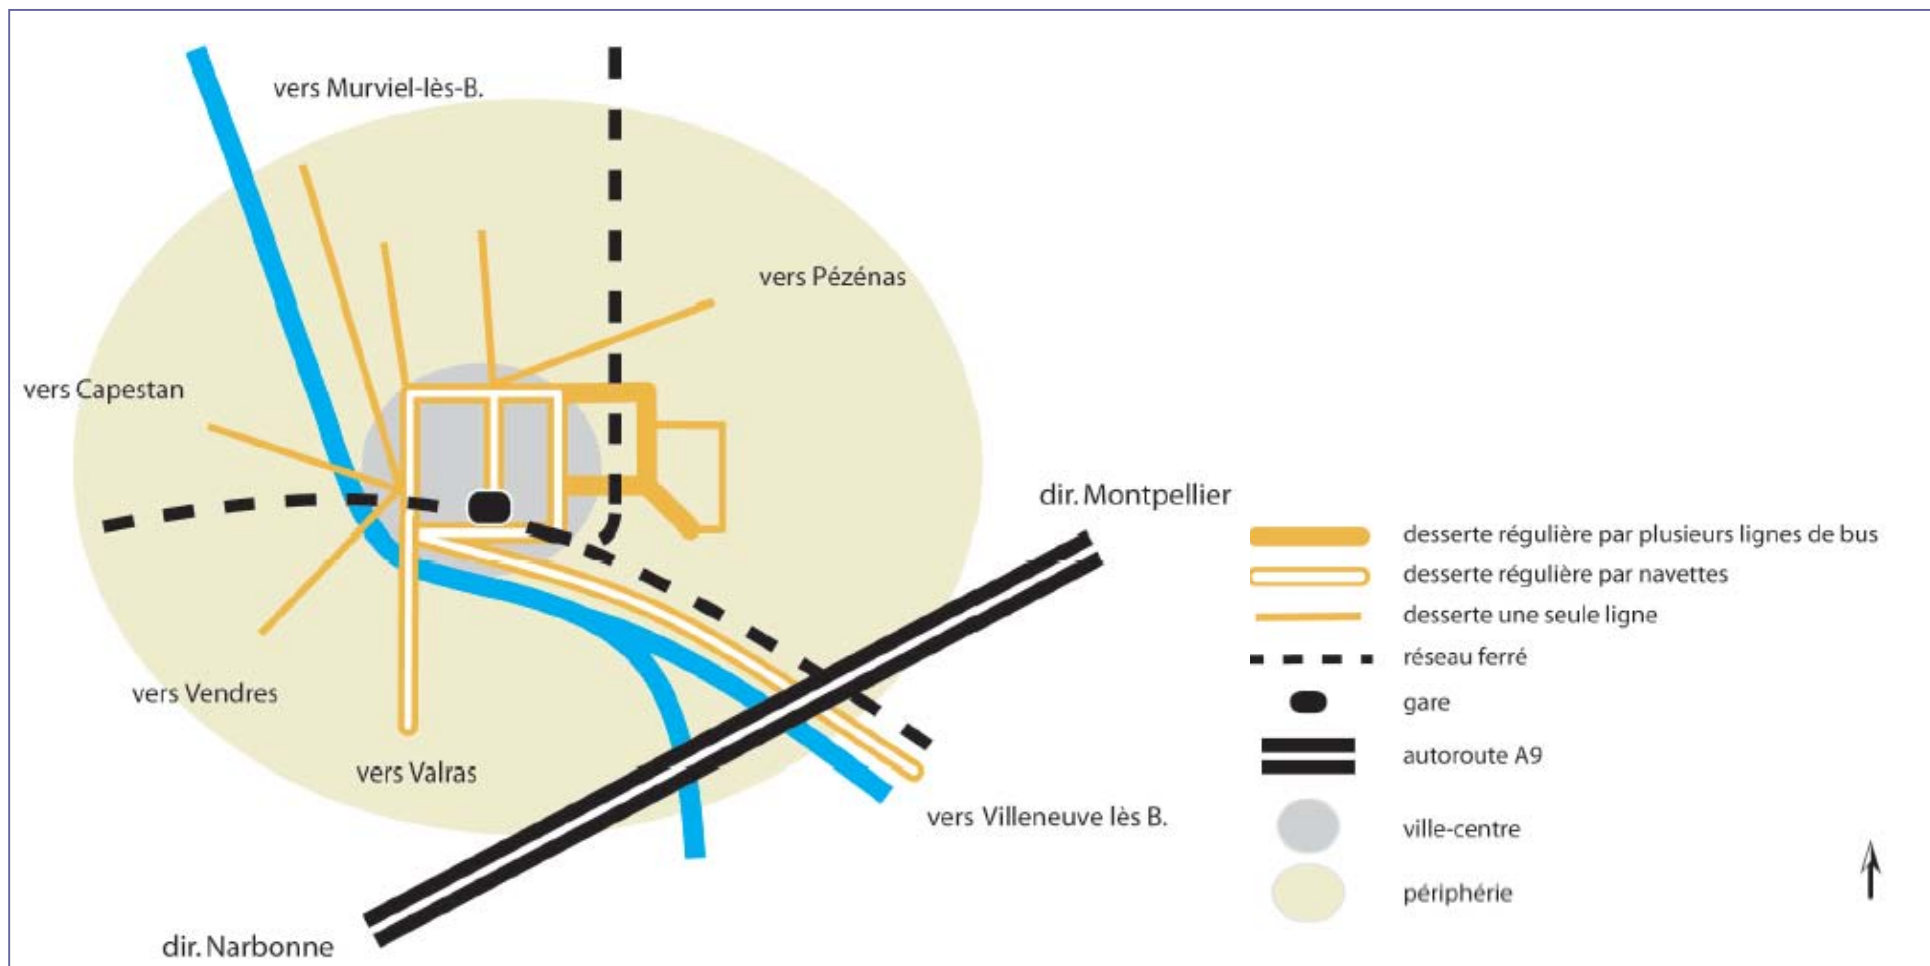 vers Murviel-lès-B.
vers Pézénas
vers Capestan
dir. Montpellier
vers Vendres
vers Valras
vers Villeneuve lès B.
dir. Narbonne
desserte régulière par plusieurs lignes de bus
desserte régulière par navettes
desserte une seule ligne
réseau ferré
gare
autoroute A9
ville-centre
périphérie